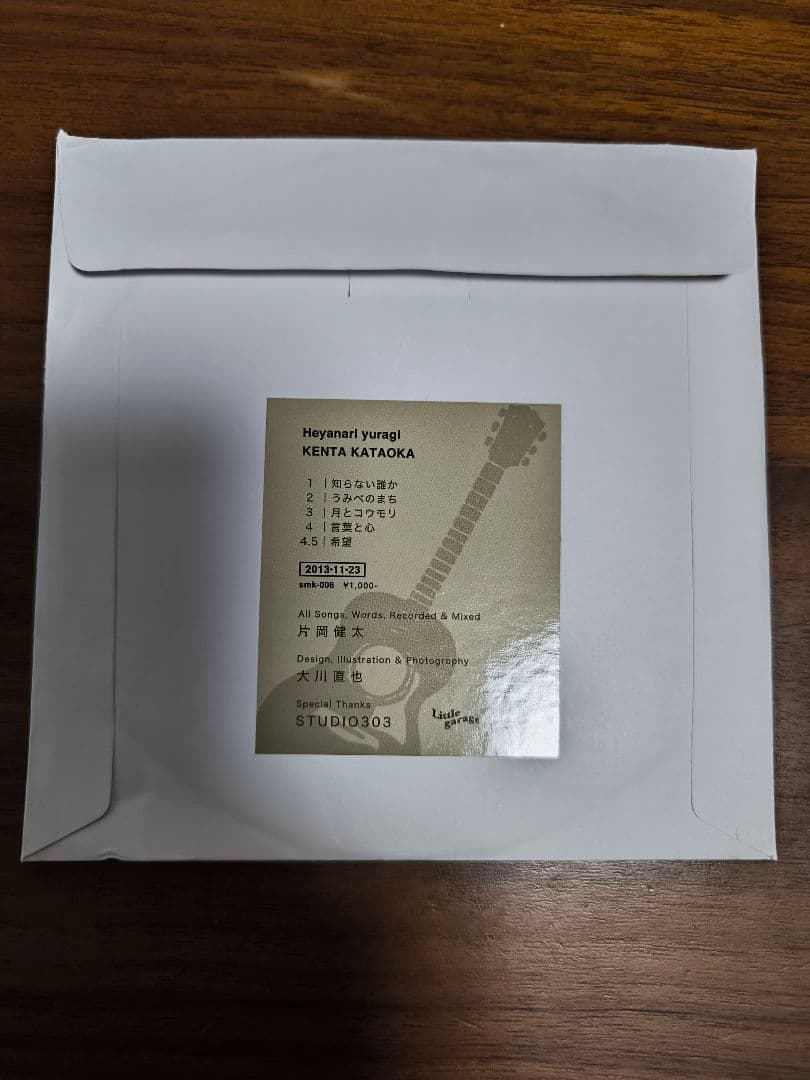 Heyanari yuragi
KENTA KATAOKA
1 | 知らない誰か
2 | うみべのまち
3 | 月とコウモリ
4 | 言葉と心
4.5 | 希望
2013-11-23
smk-006 ¥1,000-
All Songs, Words, Recorded & Mixed
片岡健太
Design, Illustration & Photography
大川直也
Special Thanks
STUDIO303
Little
garage